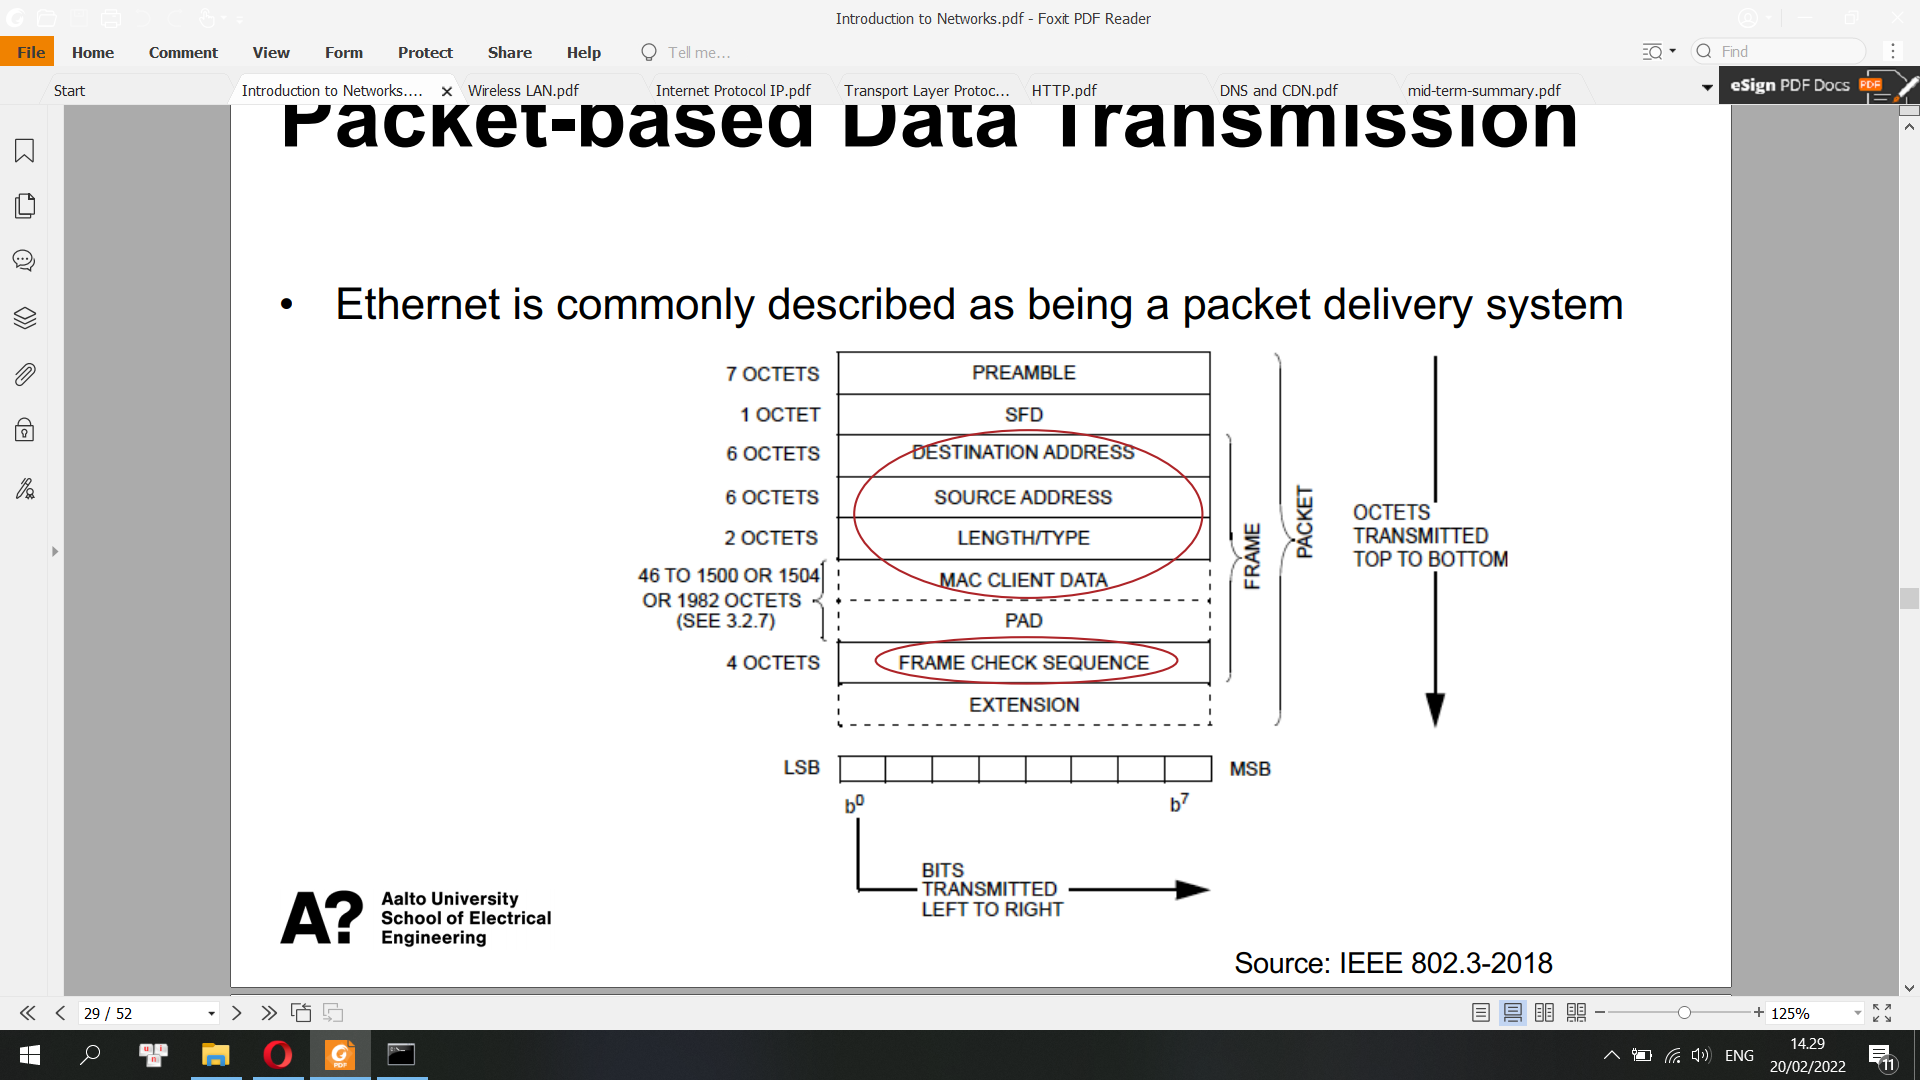 Introduction to Networks.pdf - Foxit PDF Reader
File Home Comment View Form Protect Share Help Tell me... Find
Start Introduction to Networks.... Wireless LAN.pdf Internet Protocol IP.pdf Transport Layer Protoc... HTTP.pdf DNS and CDN.pdf mid-term-summary.pdf eSign PDF Docs PDF
Packet-based Data Transmission
• Ethernet is commonly described as being a packet delivery system
7 OCTETS PREAMBLE
1 OCTET SFD
6 OCTETS DESTINATION ADDRESS
6 OCTETS SOURCE ADDRESS
2 OCTETS LENGTH/TYPE
46 TO 1500 OR 1504
OR 1982 OCTETS
(SEE 3.2.7)
MAC CLIENT DATA
PAD
4 OCTETS FRAME CHECK SEQUENCE
EXTENSION
FRAME
PACKET
OCTETS
TRANSMITTED
TOP TO BOTTOM
LSB MSB
b0 b7
BITS
TRANSMITTED
LEFT TO RIGHT
A?
Aalto University
School of Electrical
Engineering
Source: IEEE 802.3-2018
29 / 52 125%
ENG
14.29
20/02/2022
11